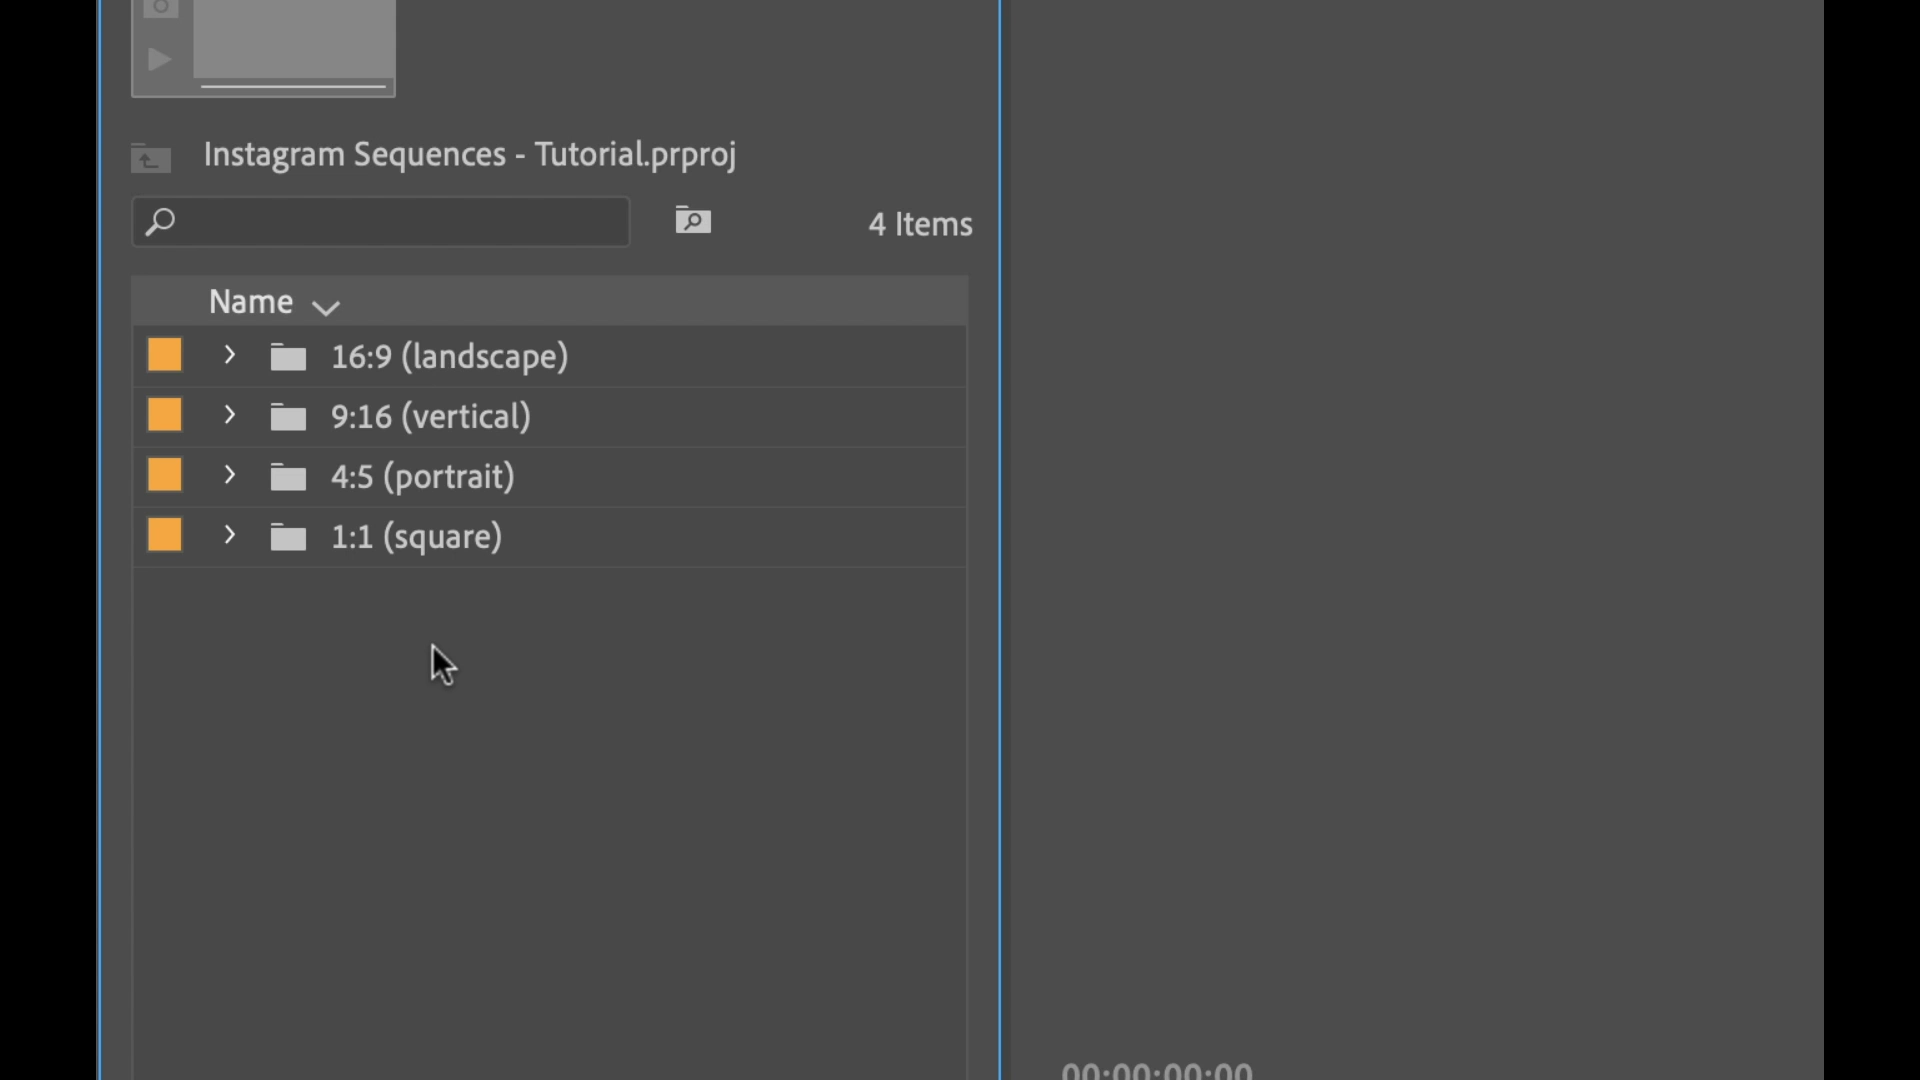 Instagram Sequences - Tutorial.prproj
4 Items
Name
16:9 (landscape)
9:16 (vertical)
4:5 (portrait)
1:1 (square)
00:00:00:00